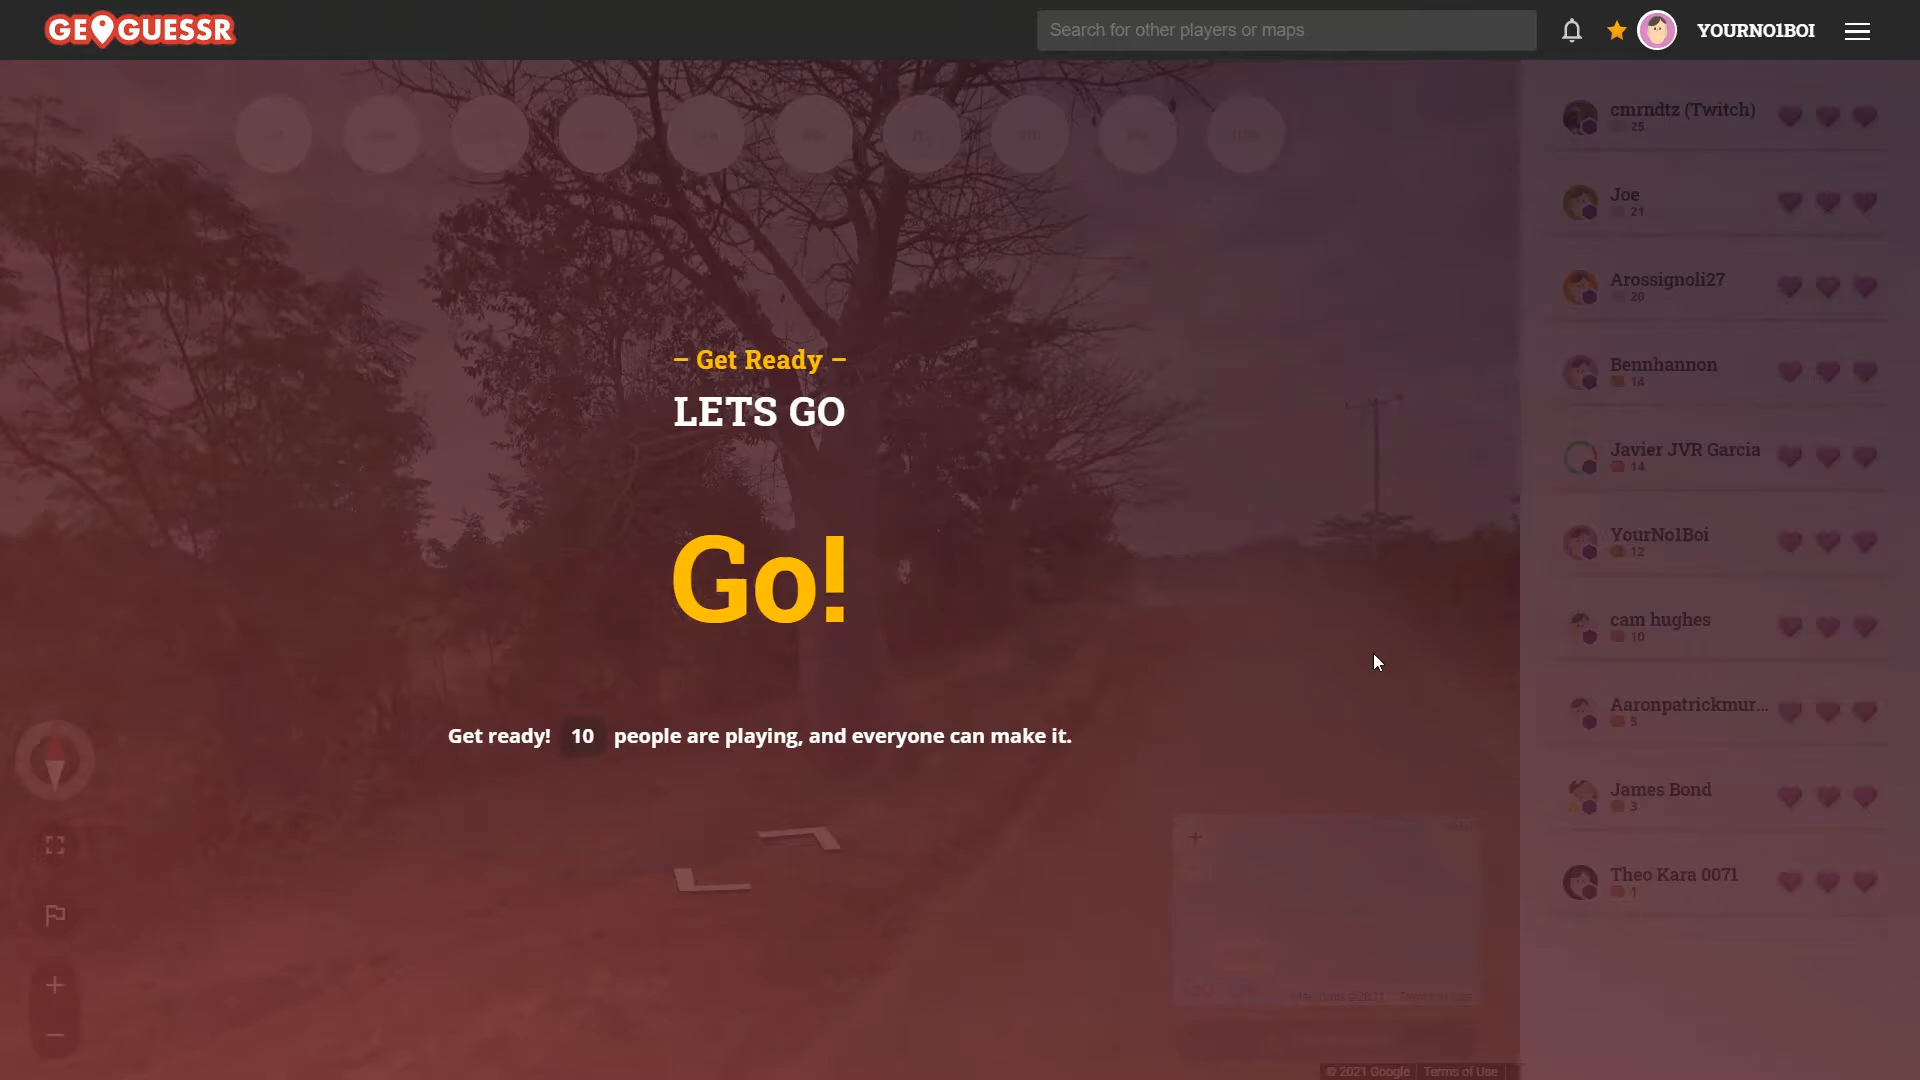 GEOGUESSR
Search for other players or maps
YOURNO1BOI
– Get Ready –
LETS GO
Go!
Get ready! 10 people are playing, and everyone can make it.
cmrndtz (Twitch)
25
Joe
21
Arossignoli27
20
Bennhannon
14
Javier JVR Garcia
14
YourNo1Boi
12
cam hughes
10
Aaronpatrickmur...
5
James Bond
3
Theo Kara 0071
1
© 2021 Google
Terms of Use